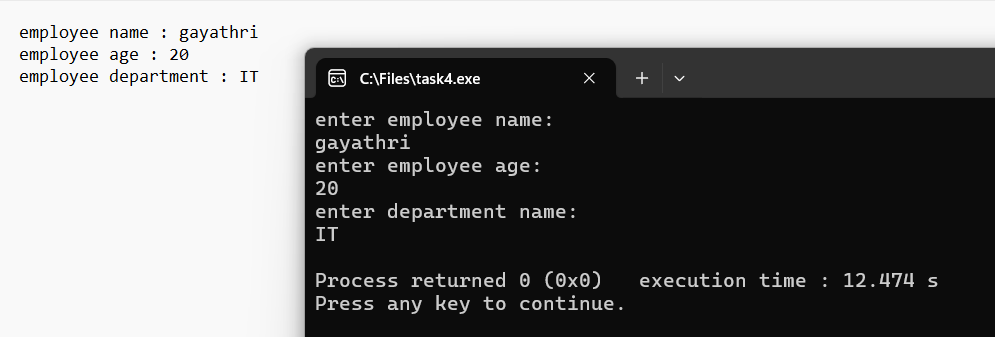 employee name : gayathri
employee age : 20
employee department : IT
C:\Files\task4.exe
enter employee name:
gayathri
enter employee age:
20
enter department name:
IT
Process returned 0 (0x0)   execution time : 12.474 s
Press any key to continue.